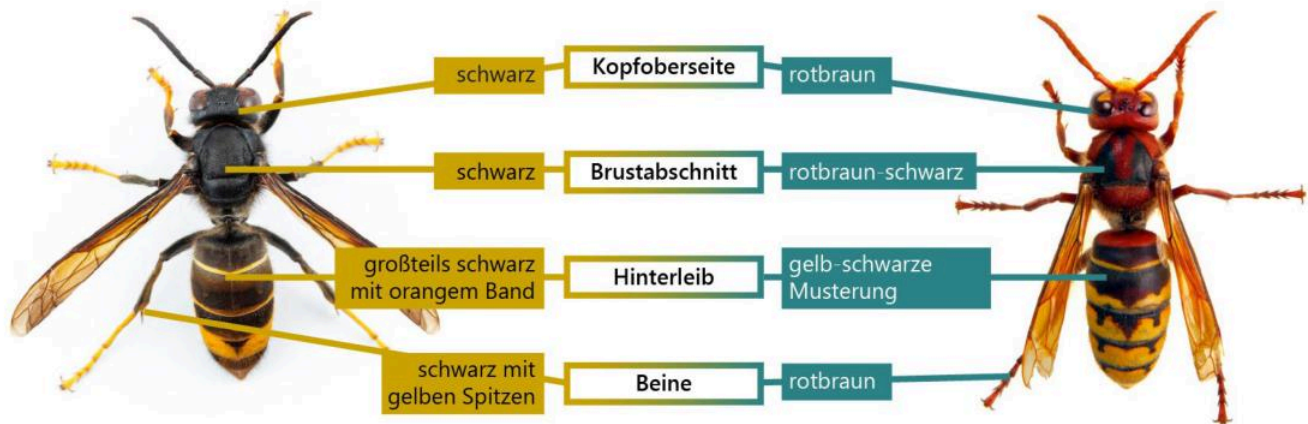 schwarz
Kopfoberseite
rotbraun
schwarz
Brustabschnitt
rotbraun-schwarz
großteils schwarz
mit orangem Band
Hinterleib
gelb-schwarze
Musterung
schwarz mit
gelben Spitzen
Beine
rotbraun